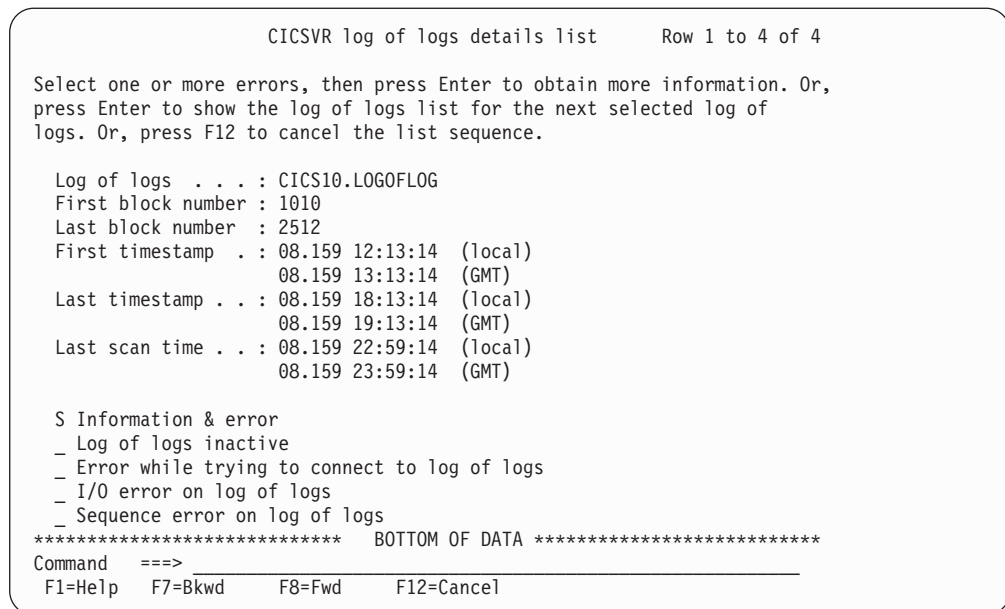 CICSVR log of logs details list Row 1 to 4 of 4
Select one or more errors, then press Enter to obtain more information. Or,
press Enter to show the log of logs list for the next selected log of
logs. Or, press F12 to cancel the list sequence.
Log of logs . . . : CICS10.LOGOFLOG
First block number : 1010
Last block number : 2512
First timestamp . : 08.159 12:13:14 (local)
08.159 13:13:14 (GMT)
Last timestamp . . : 08.159 18:13:14 (local)
08.159 19:13:14 (GMT)
Last scan time . . : 08.159 22:59:14 (local)
08.159 23:59:14 (GMT)
S Information & error
_ Log of logs inactive
_ Error while trying to connect to log of logs
_ I/O error on log of logs
_ Sequence error on log of logs
***************************** BOTTOM OF DATA ***************************
Command ===> _________________________________________________________
F1=Help F7=Bkwd F8=Fwd F12=Cancel